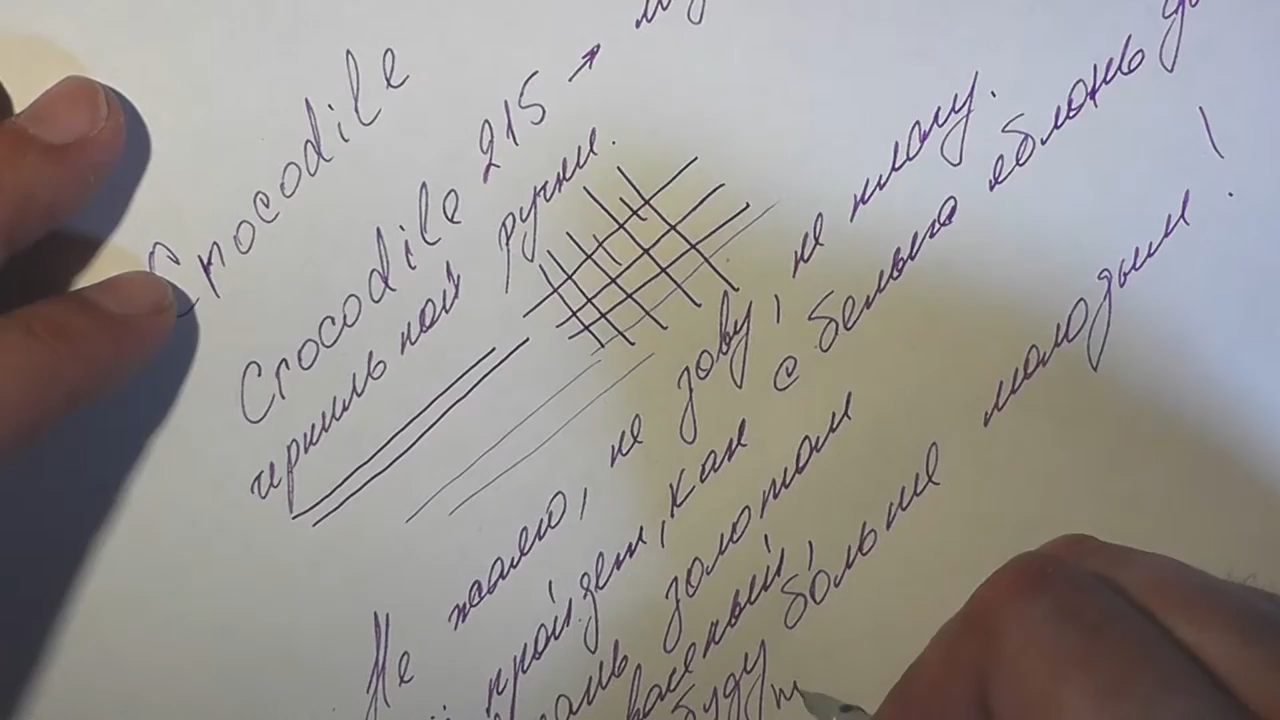 Crocodile
Crocodile 215 →
чернильной ручки.
Не жалею, не зову, не плачу.
пройдет, как с белых яблонь
золотом
больше молодым!
буду